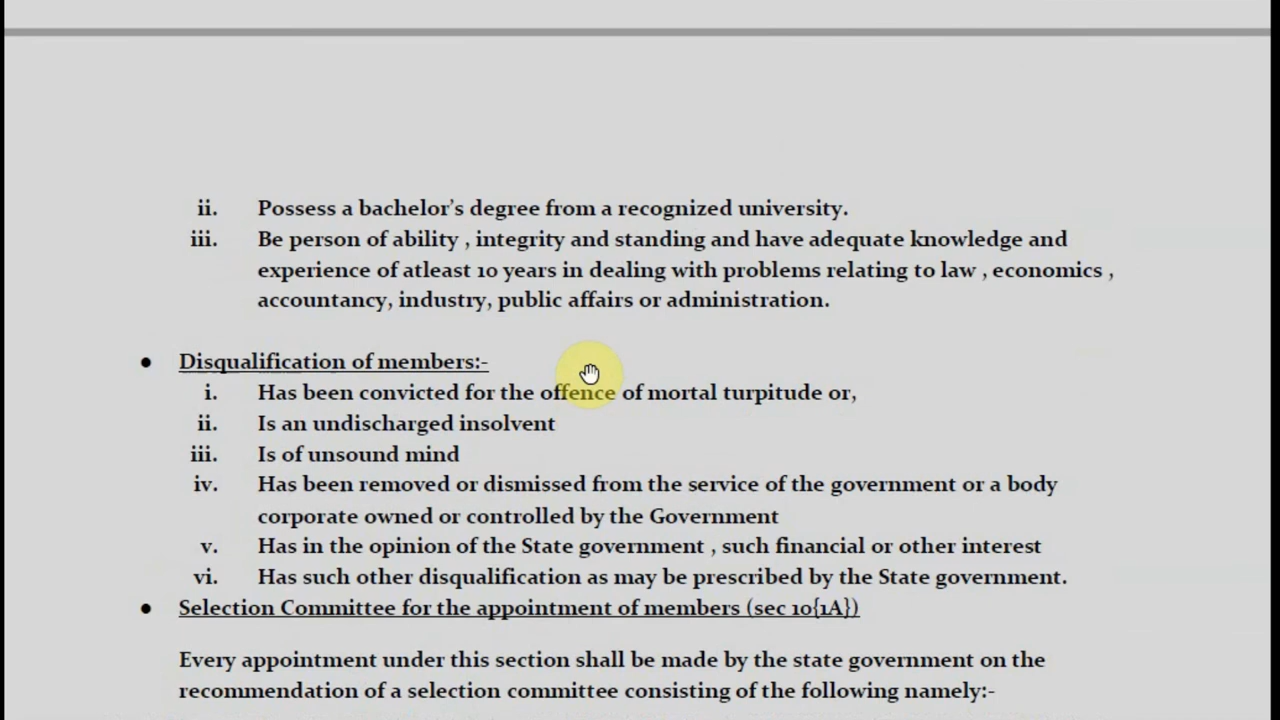 ii. Possess a bachelor's degree from a recognized university.
iii. Be person of ability , integrity and standing and have adequate knowledge and
experience of atleast 10 years in dealing with problems relating to law , economics ,
accountancy, industry, public affairs or administration.
● Disqualification of members:-
i. Has been convicted for the offence of mortal turpitude or,
ii. Is an undischarged insolvent
iii. Is of unsound mind
iv. Has been removed or dismissed from the service of the government or a body
corporate owned or controlled by the Government
v. Has in the opinion of the State government , such financial or other interest
vi. Has such other disqualification as may be prescribed by the State government.
● Selection Committee for the appointment of members (sec 10{1A})
Every appointment under this section shall be made by the state government on the
recommendation of a selection committee consisting of the following namely:-